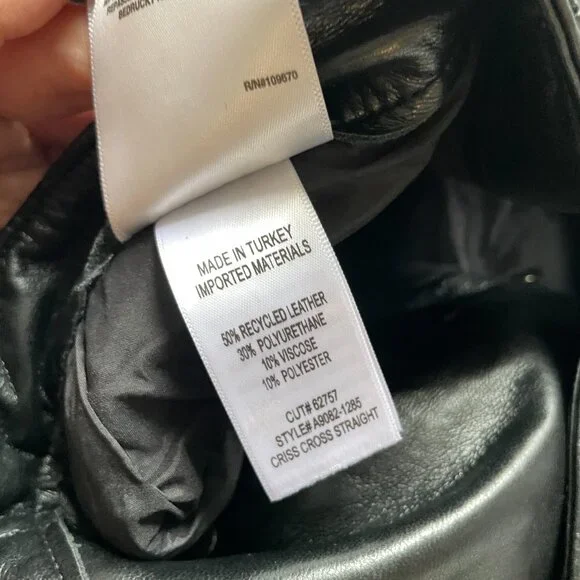 R/N#109670
MADE IN TURKEY
IMPORTED MATERIALS
50% RECYCLED LEATHER
30% POLYURETHANE
10% VISCOSE
10% POLYESTER
CUT# 62757
STYLE# A9082-1285
CRISS CROSS STRAIGHT